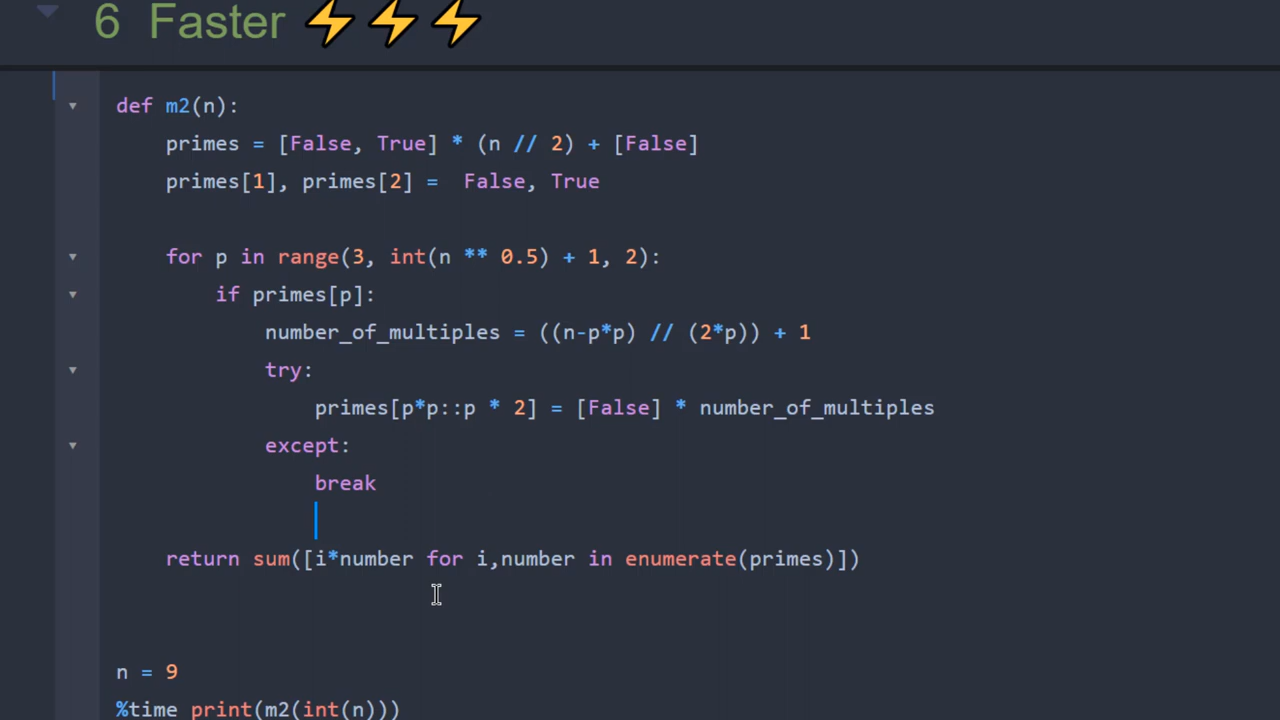 6 Faster ⚡⚡⚡
def m2(n):
    primes = [False, True] * (n // 2) + [False]
    primes[1], primes[2] =  False, True

    for p in range(3, int(n ** 0.5) + 1, 2):
        if primes[p]:
            number_of_multiples = ((n-p*p) // (2*p)) + 1
            try:
                primes[p*p::p * 2] = [False] * number_of_multiples
            except:
                break

    return sum([i*number for i,number in enumerate(primes)])


n = 9
%time print(m2(int(n)))